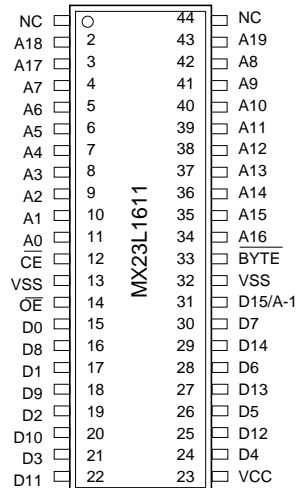 NC 44 NC
A18 2 43 A19
A17 3 42 A8
A7 4 41 A9
A6 5 40 A10
A5 6 39 A11
A4 7 38 A12
A3 8 37 A13
A2 9 36 A14
A1 10 35 A15
A0 11 34 A16
CE 12 33 BYTE
VSS 13 32 VSS
OE 14 31 D15/A-1
D0 15 30 D7
D8 16 29 D14
D1 17 28 D6
D9 18 27 D13
D2 19 26 D5
D10 20 25 D12
D3 21 24 D4
D11 22 23 VCC
MX23L1611